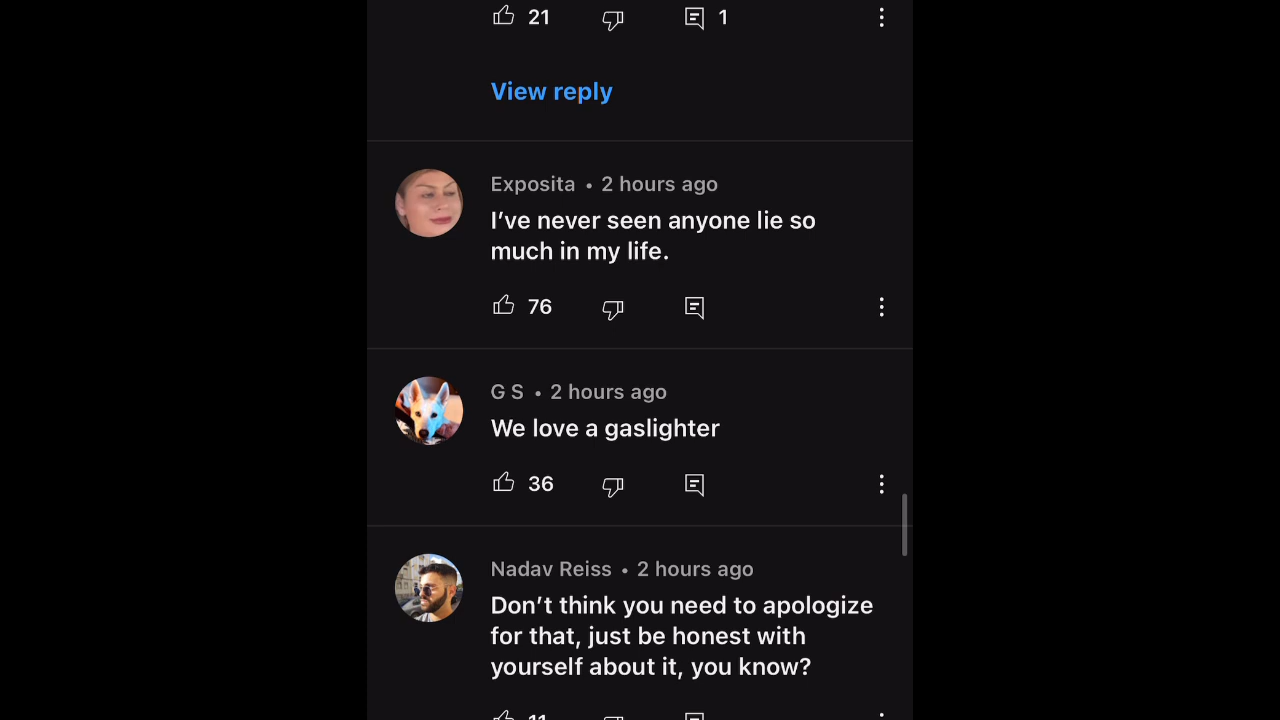 21 1
View reply
Exposita • 2 hours ago
I’ve never seen anyone lie so
much in my life.
76
G S • 2 hours ago
We love a gaslighter
36
Nadav Reiss • 2 hours ago
Don’t think you need to apologize
for that, just be honest with
yourself about it, you know?
11